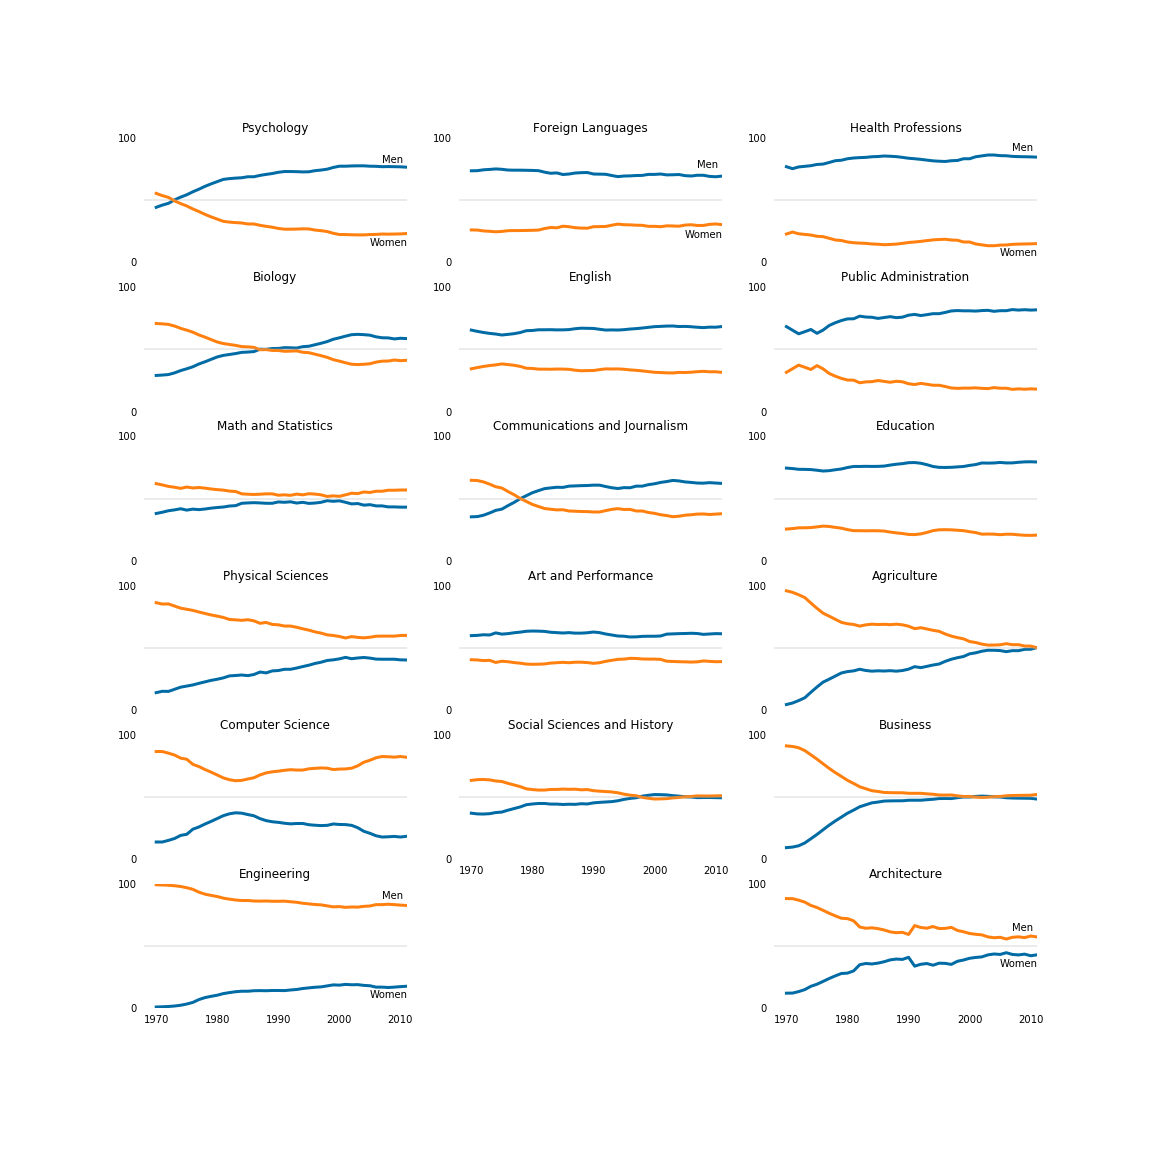 Psychology
100
Men
Women
0
Foreign Languages
100
Men
Women
0
Health Professions
100
Men
Women
0
Biology
100
0
English
100
0
Public Administration
100
0
Math and Statistics
100
0
Communications and Journalism
100
0
Education
100
0
Physical Sciences
100
0
Art and Performance
100
0
Agriculture
100
0
Computer Science
100
0
Social Sciences and History
100
0
1970 1980 1990 2000 2010
Business
100
0
Engineering
100
Men
Women
0
1970 1980 1990 2000 2010
Architecture
100
Men
Women
0
1970 1980 1990 2000 2010